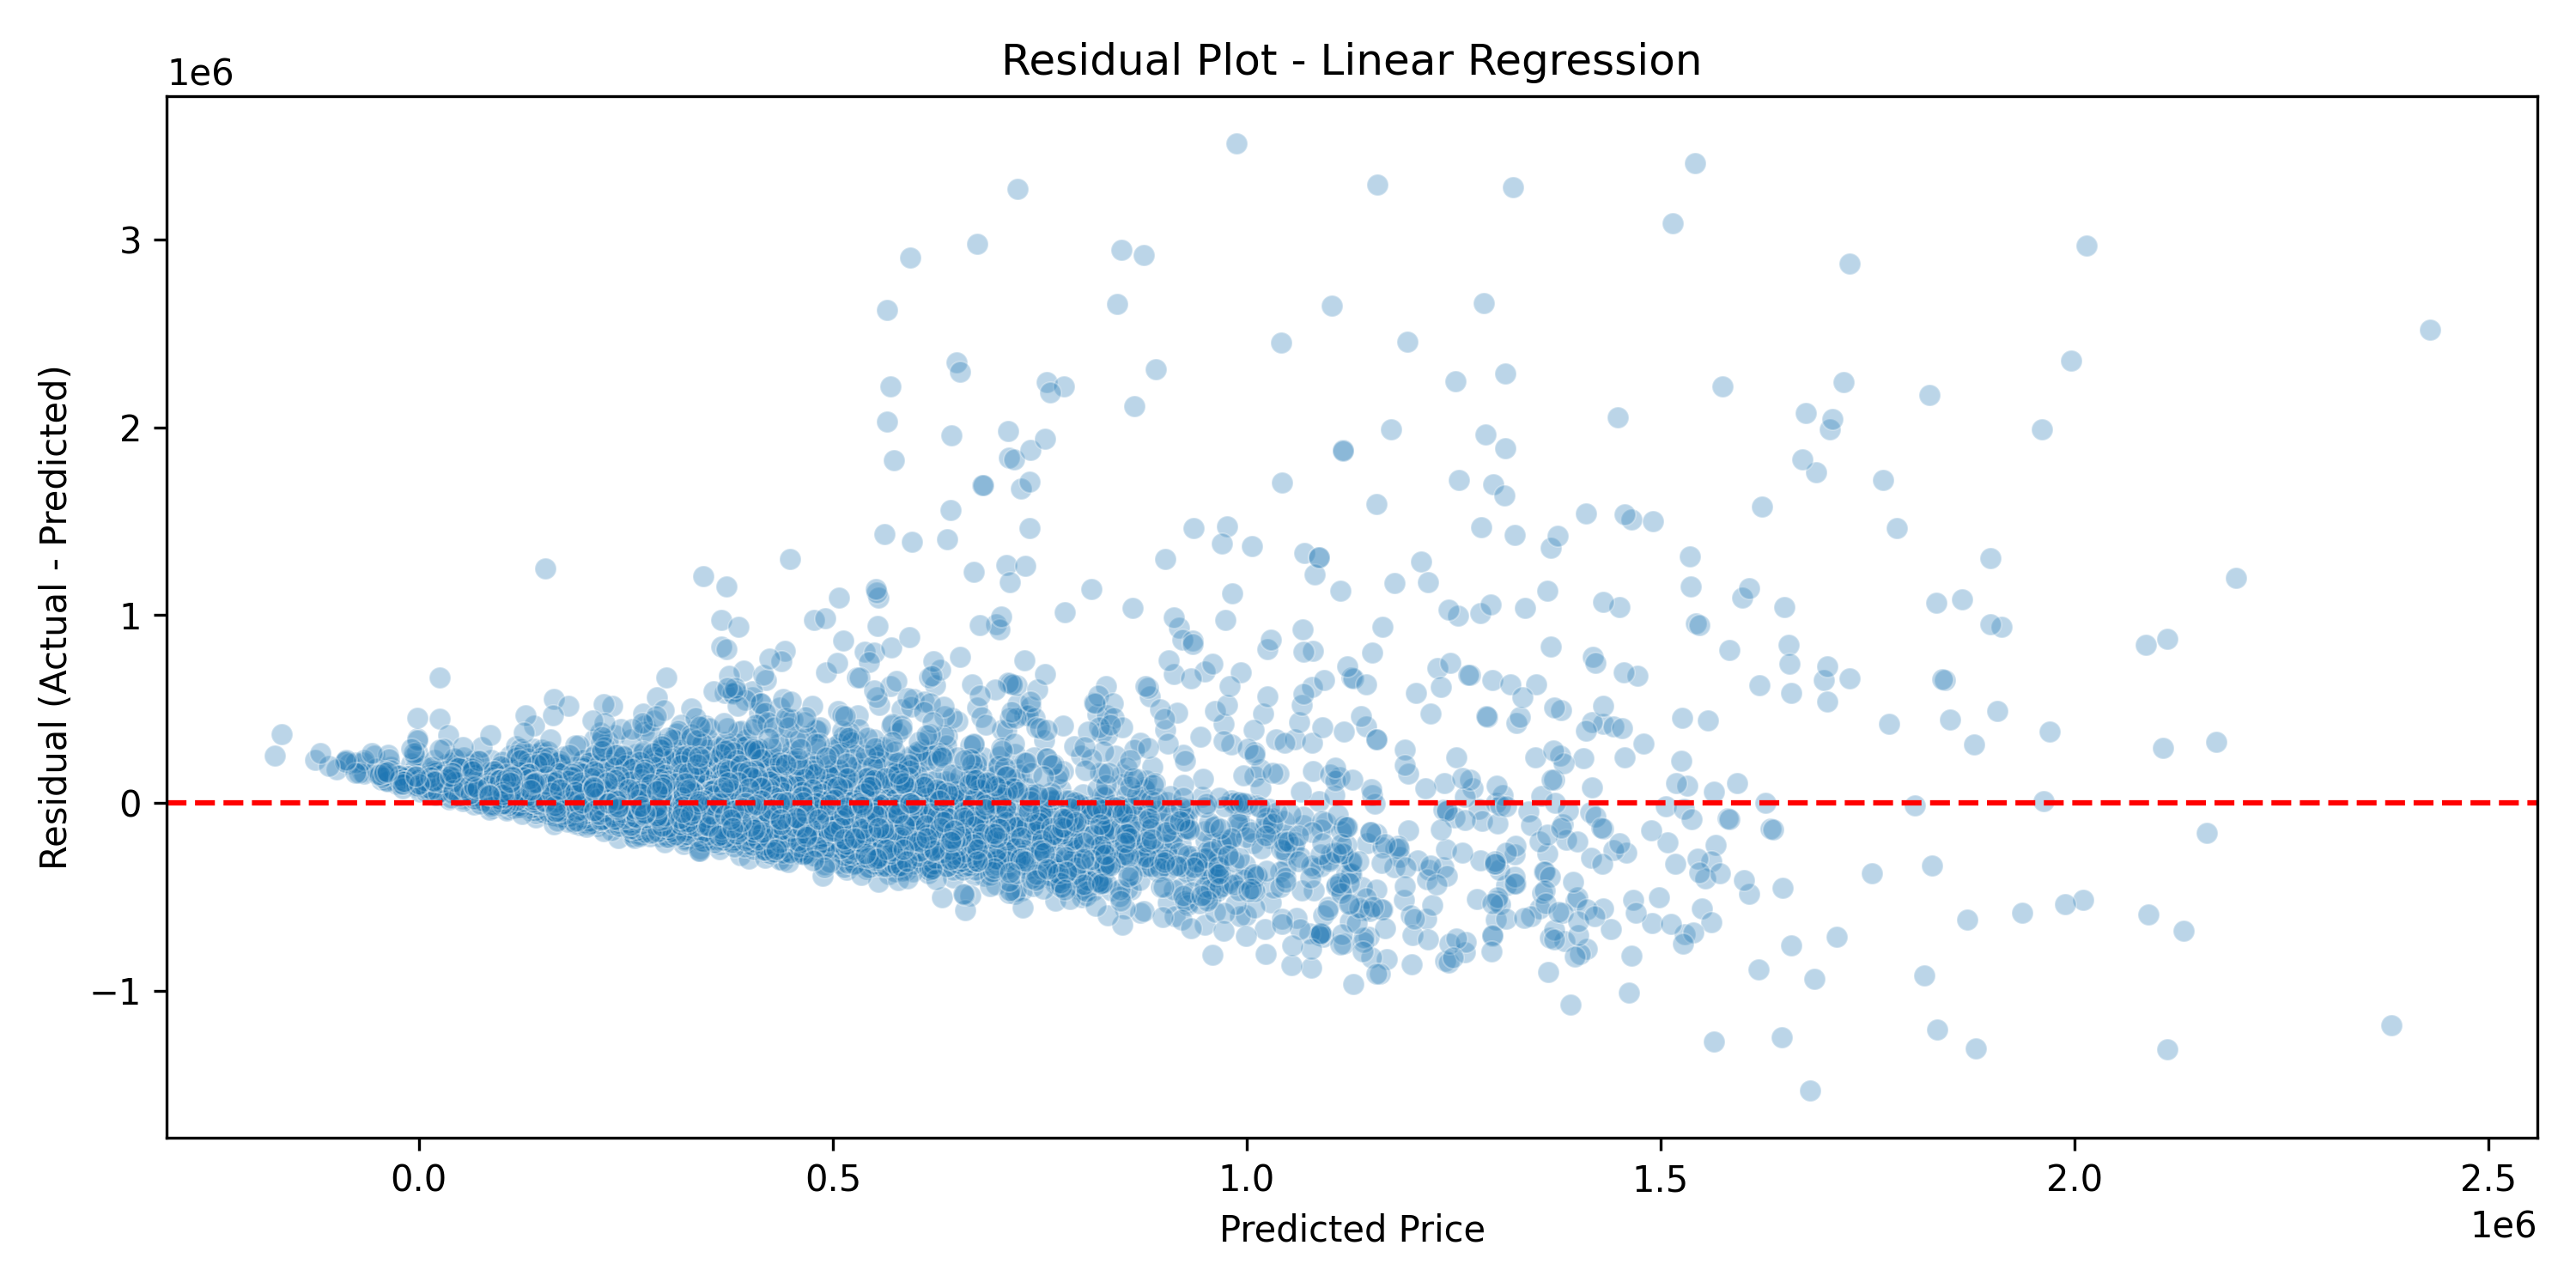 Residual Plot - Linear Regression
1e6
3
2
1
0
−1
Residual (Actual - Predicted)
0.0 0.5 1.0 1.5 2.0 2.5
1e6
Predicted Price